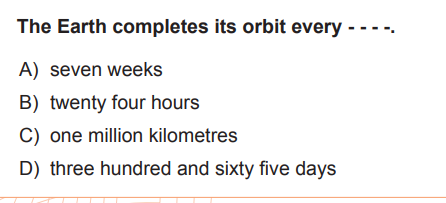 The Earth completes its orbit every - - - -.
A) seven weeks
B) twenty four hours
C) one million kilometres
D) three hundred and sixty five days